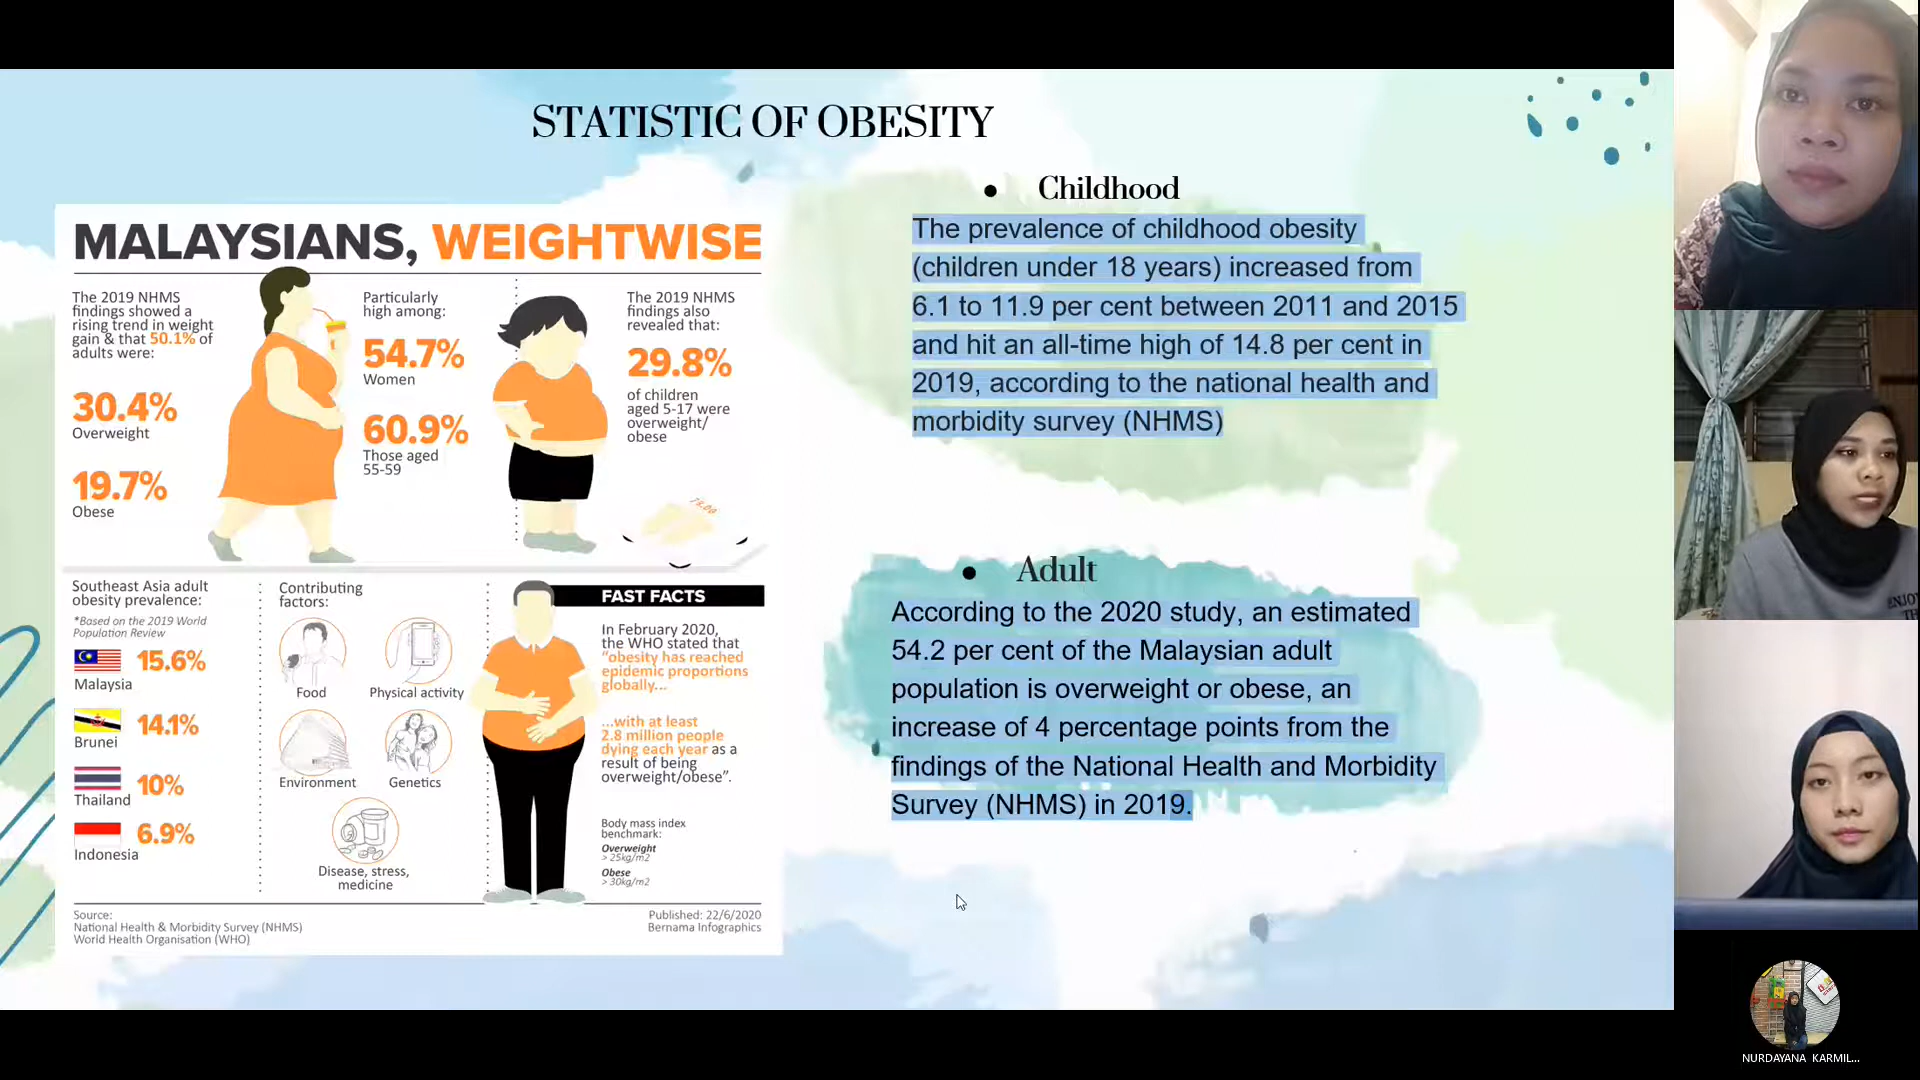 STATISTIC OF OBESITY
MALAYSIANS, WEIGHTWISE
The 2019 NHMS
findings showed a
rising trend in weight
gain & that 50.1% of
adults were:
30.4%
Overweight
19.7%
Obese
Particularly
high among:
54.7%
Women
60.9%
Those aged
55-59
The 2019 NHMS
findings also
revealed that:
29.8%
of children
aged 5-17 were
overweight/
obese
Southeast Asia adult
obesity prevalence:
*Based on the 2019 World
Population Review
15.6%
Malaysia
14.1%
Brunei
10%
Thailand
6.9%
Indonesia
Contributing
factors:
Food
Physical activity
Environment
Genetics
Disease, stress,
medicine
FAST FACTS
In February 2020,
the WHO stated that
“obesity has reached
epidemic proportions
globally...
...with at least
2.8 million people
dying each year as a
result of being
overweight/obese”.
Body mass index
benchmark:
Overweight
> 25kg/m2
Obese
> 30kg/m2
Source:
National Health & Morbidity Survey (NHMS)
World Health Organisation (WHO)
Published: 22/6/2020
Bernama Infographics
• Childhood
The prevalence of childhood obesity
(children under 18 years) increased from
6.1 to 11.9 per cent between 2011 and 2015
and hit an all-time high of 14.8 per cent in
2019, according to the national health and
morbidity survey (NHMS)
• Adult
According to the 2020 study, an estimated
54.2 per cent of the Malaysian adult
population is overweight or obese, an
increase of 4 percentage points from the
findings of the National Health and Morbidity
Survey (NHMS) in 2019.
NURDAYANA KARMIL...